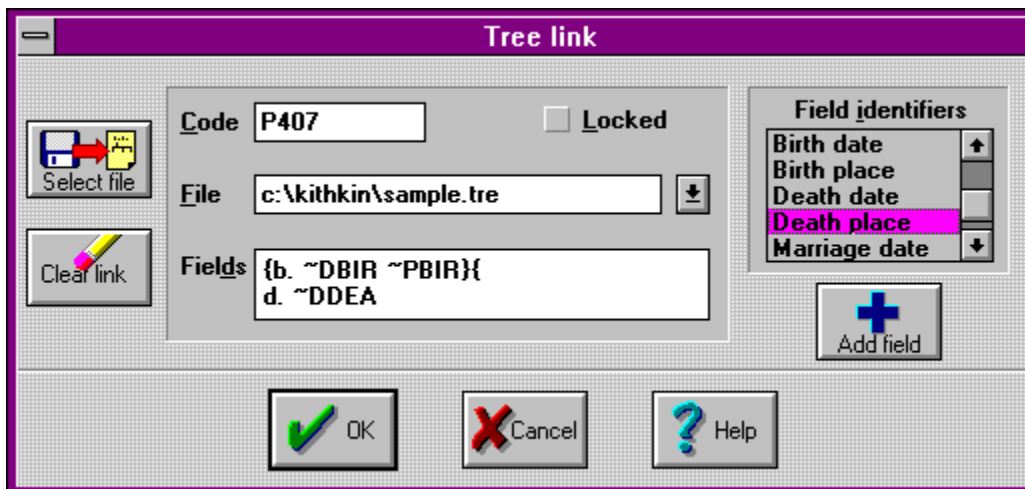 Tree link
Select file
Clear link
Code P407
Locked
File c:\kithkin\sample.tre
Fields {b. ~DBIR ~PBIR}{
d. ~DDEA
Field identifiers
Birth date
Birth place
Death date
Death place
Marriage date
Add field
OK
Cancel
Help